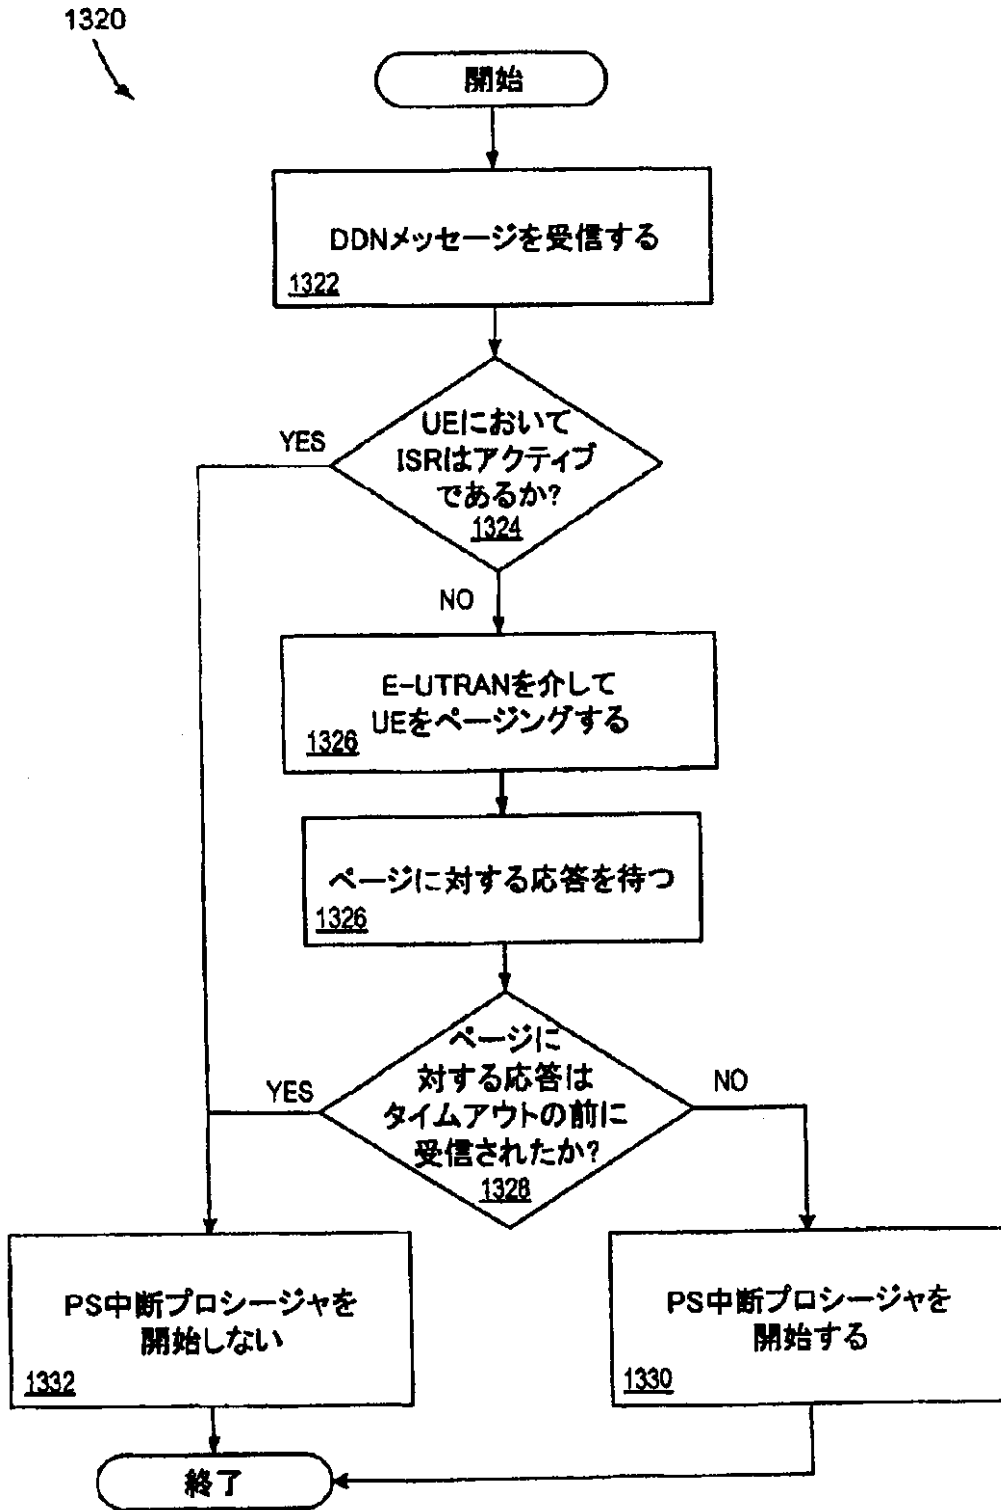 1320
開始
DDNメッセージを受信する
1322
UEにおいて
ISRはアクティブ
であるか?
1324
YES
NO
E-UTRANを介して
UEをページングする
1326
ページに対する応答を待つ
1326
ページに
対する応答は
タイムアウトの前に
受信されたか?
1328
YES
NO
PS中断プロシージャを
開始しない
1332
PS中断プロシージャを
開始する
1330
終了